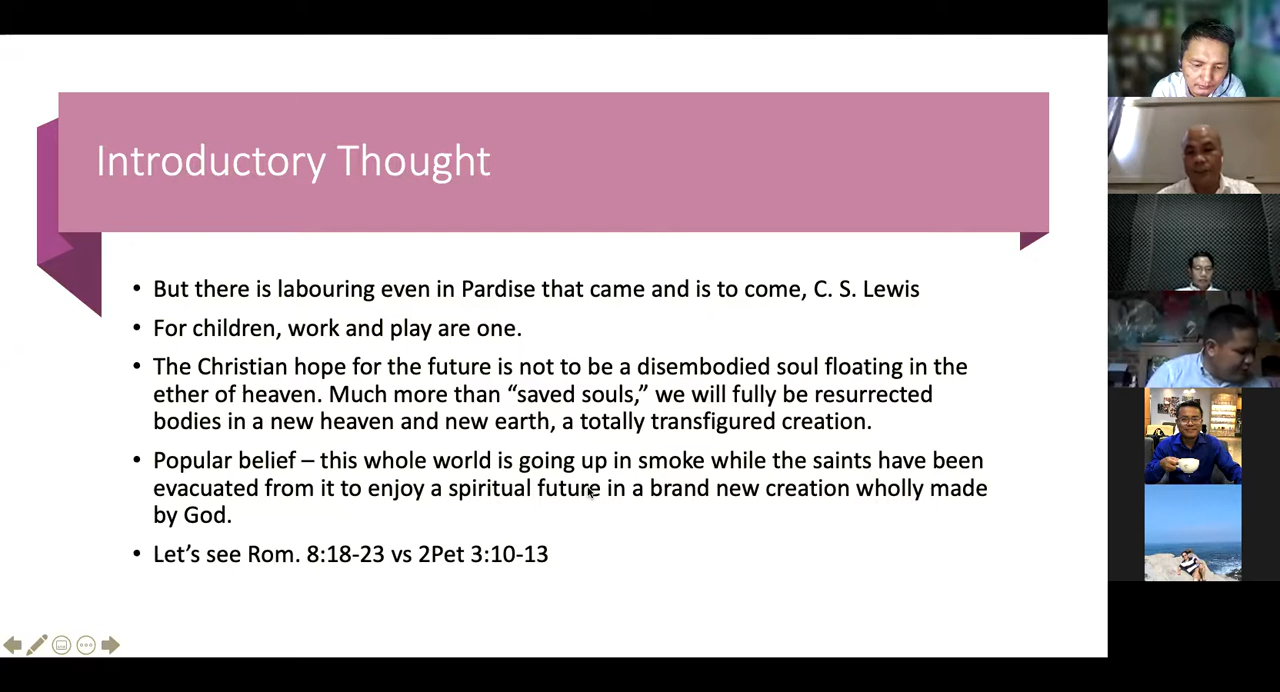 Introductory Thought
• But there is labouring even in Pardise that came and is to come, C. S. Lewis
• For children, work and play are one.
• The Christian hope for the future is not to be a disembodied soul floating in the
ether of heaven. Much more than “saved souls,” we will fully be resurrected
bodies in a new heaven and new earth, a totally transfigured creation.
• Popular belief – this whole world is going up in smoke while the saints have been
evacuated from it to enjoy a spiritual future in a brand new creation wholly made
by God.
• Let’s see Rom. 8:18-23 vs 2Pet 3:10-13